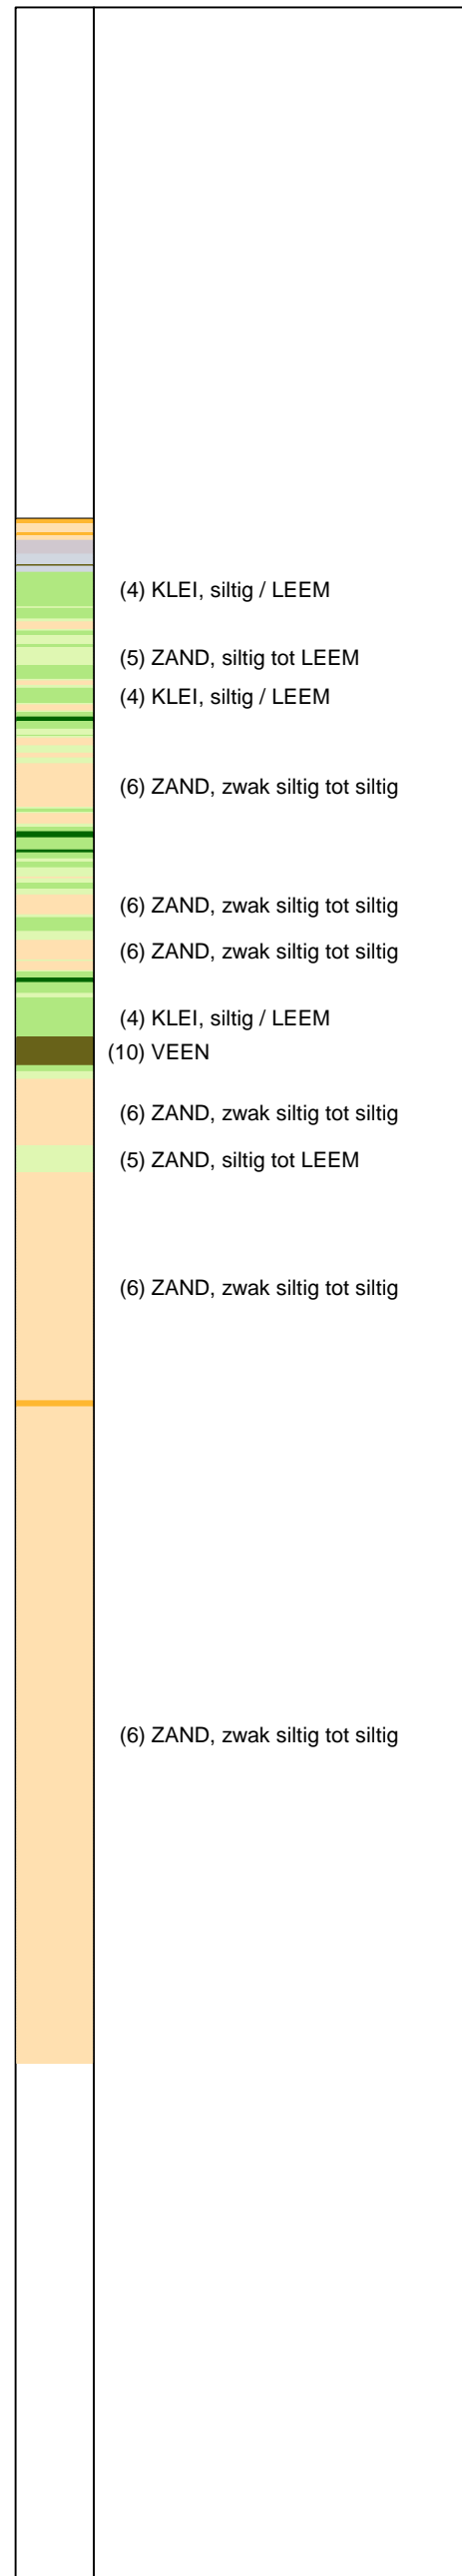 (4) KLEI, siltig / LEEM
(5) ZAND, siltig tot LEEM
(4) KLEI, siltig / LEEM
(6) ZAND, zwak siltig tot siltig
(6) ZAND, zwak siltig tot siltig
(6) ZAND, zwak siltig tot siltig
(4) KLEI, siltig / LEEM
(10) VEEN
(6) ZAND, zwak siltig tot siltig
(5) ZAND, siltig tot LEEM
(6) ZAND, zwak siltig tot siltig
(6) ZAND, zwak siltig tot siltig